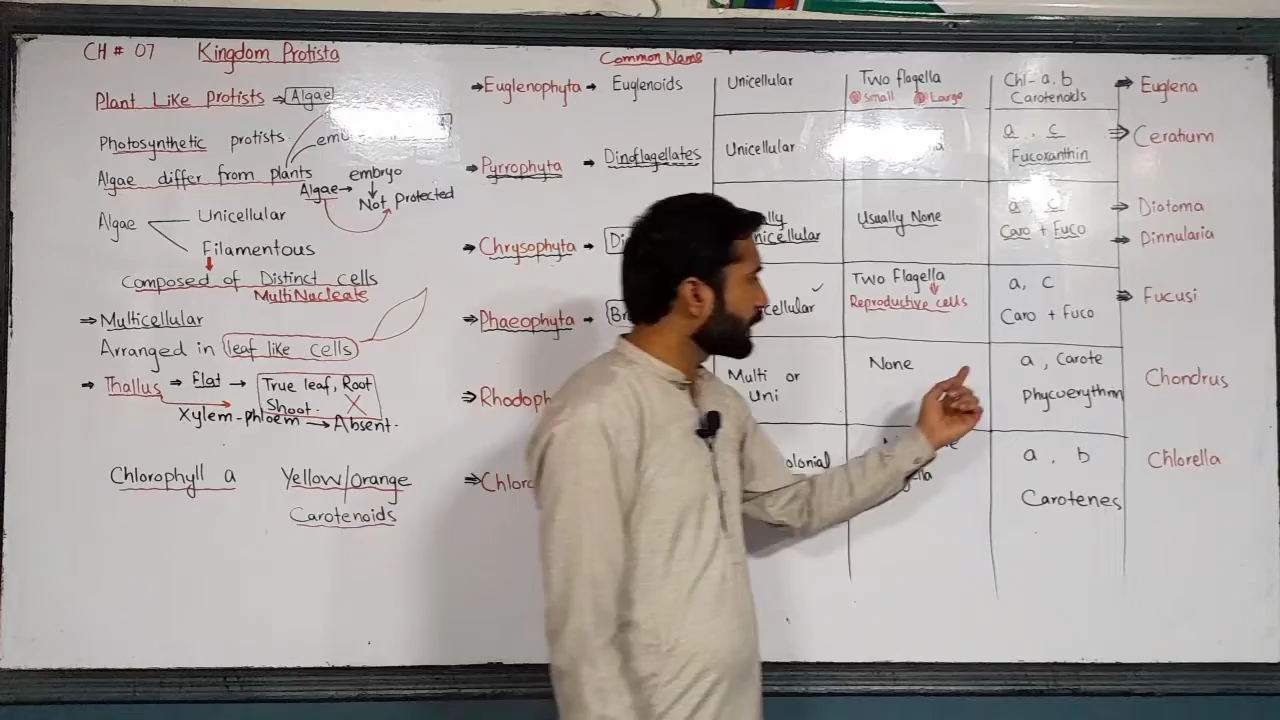 CH # 07 Kingdom Protista
Plant Like Protists ⇒ Algae
Photosynthetic protists.
Algae differ from plants
embryo
Algae → Not Protected
Algae Unicellular
Filamentous
Composed of Distinct cells
MultiNucleate
⇒ Multicellular
Arranged in leaf like cells
⇒ Thallus ⇒ Flat → True leaf, Root
Shoot. X
Xylem-phloem → Absent.
Chlorophyll a Yellow/Orange
Carotenoids
Common Name
⇒ Euglenophyta → Euglenoids Unicellular Two flagella Chl- a. b ⇒ Euglena
Small Large Carotenoids
⇒ Pyrrophyta → Dinoflagellates Unicellular a , c ⇒ Ceratium
Fucoxanthin
⇒ Chrysophyta → Usually None a , c → Diatoma
Caro + Fuco → Dinnularia
⇒ Phaeophyta → Two Flagella a, c ⇒ Fucusi
Reproductive cells Caro + Fuco
Multi or None a , Carote Chondrus
Uni phycoerythrin
a , b Chlorella
Carotenes